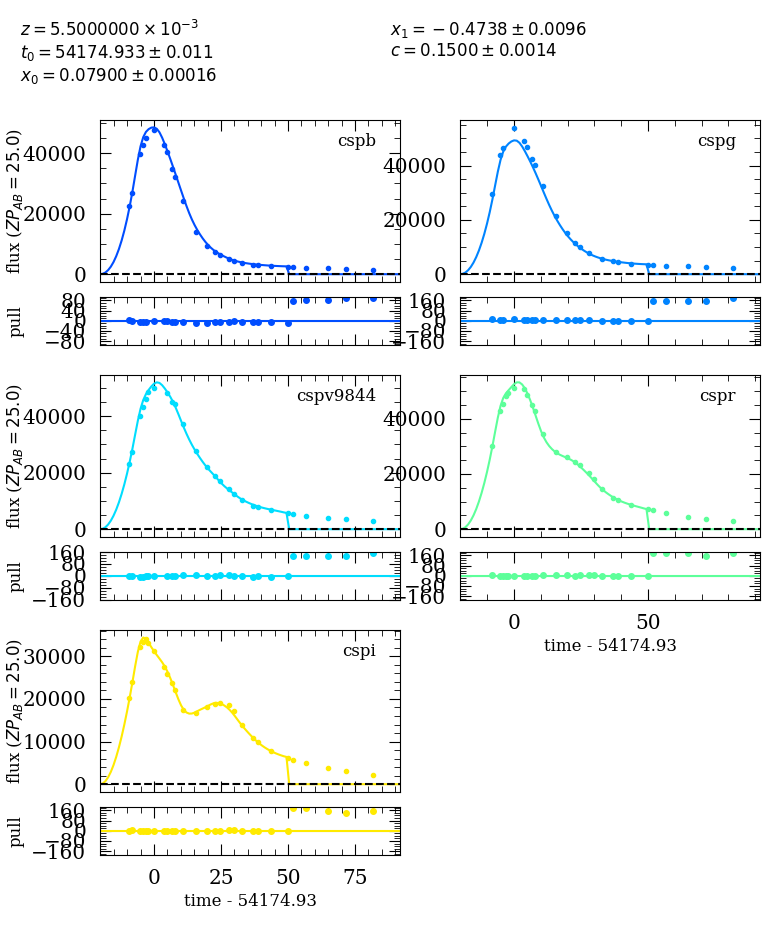 z = 5.5000000 × 10⁻³
t₀ = 54174.933 ± 0.011
x₀ = 0.07900 ± 0.00016
x₁ = −0.4738 ± 0.0096
c = 0.1500 ± 0.0014
cspb
flux (ZP_AB = 25.0)
40000
20000
0
cspg
40000
20000
0
pull
80
40
0
−40
−80
160
80
0
−80
−160
cspv9844
flux (ZP_AB = 25.0)
40000
20000
0
cspr
40000
20000
0
pull
160
80
0
−80
−160
160
80
0
−80
−160
0
50
time - 54174.93
cspi
flux (ZP_AB = 25.0)
30000
20000
10000
0
pull
160
80
0
−80
−160
0
25
50
75
time - 54174.93